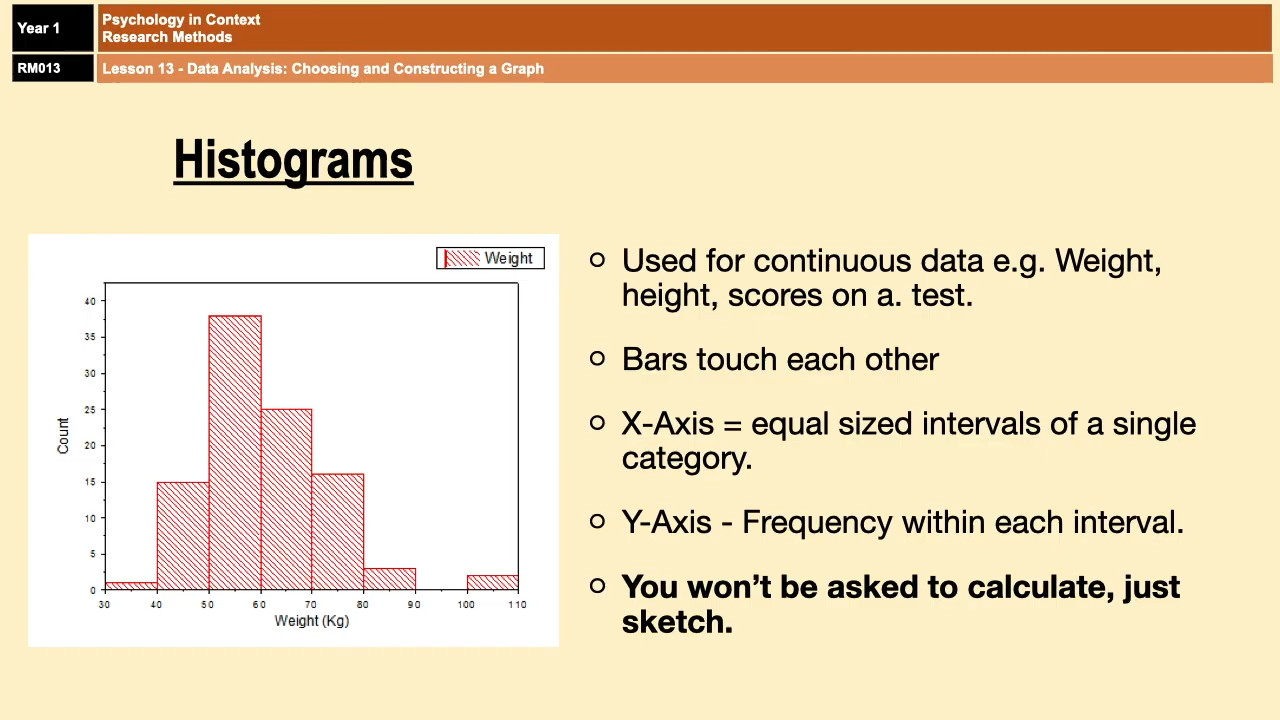 Year 1
Psychology in Context
Research Methods
RM013
Lesson 13 - Data Analysis: Choosing and Constructing a Graph
Histograms
Weight
40
35
30
25
20
15
10
5
0
Count
30 40 50 60 70 80 90 100 110
Weight (Kg)
Used for continuous data e.g. Weight,
height, scores on a. test.
Bars touch each other
X-Axis = equal sized intervals of a single
category.
Y-Axis - Frequency within each interval.
You won’t be asked to calculate, just
sketch.